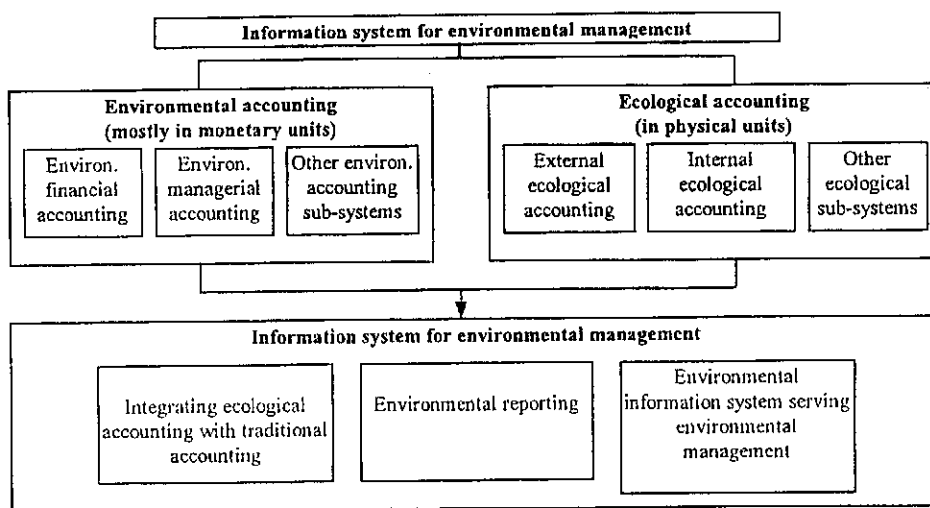 Information system for environmental management
Environmental accounting
(mostly in monetary units)
Environ.
financial
accounting
Environ.
managerial
accounting
Other environ.
accounting
sub-systems
Ecological accounting
(in physical units)
External
ecological
accounting
Internal
ecological
accounting
Other
ecological
sub-systems
Information system for environmental management
Integrating ecological
accounting with traditional
accounting
Environmental reporting
Environmental
information system serving
environmental
management